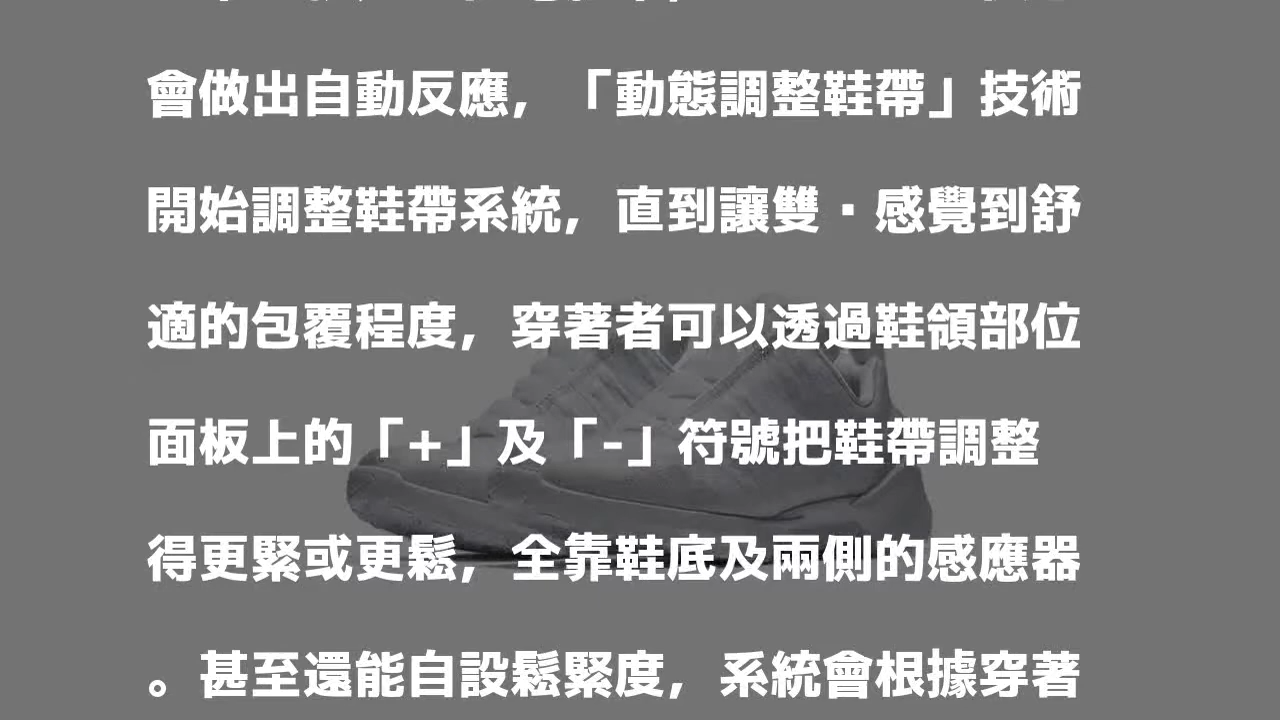 會做出自動反應，「動態調整鞋帶」技術
開始調整鞋帶系統，直到讓雙·感覺到舒
適的包覆程度，穿著者可以透過鞋領部位
面板上的「+」及「-」符號把鞋帶調整
得更緊或更鬆，全靠鞋底及兩側的感應器
。甚至還能自設鬆緊度，系統會根據穿著